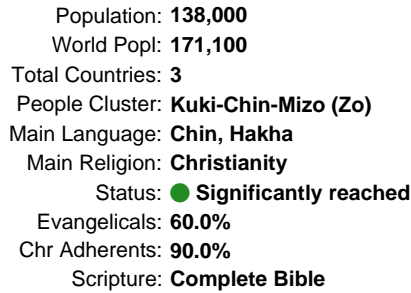 Population: 138,000
World Popl: 171,100
Total Countries: 3
People Cluster: Kuki-Chin-Mizo (Zo)
Main Language: Chin, Hakha
Main Religion: Christianity
Status: Significantly reached
Evangelicals: 60.0%
Chr Adherents: 90.0%
Scripture: Complete Bible